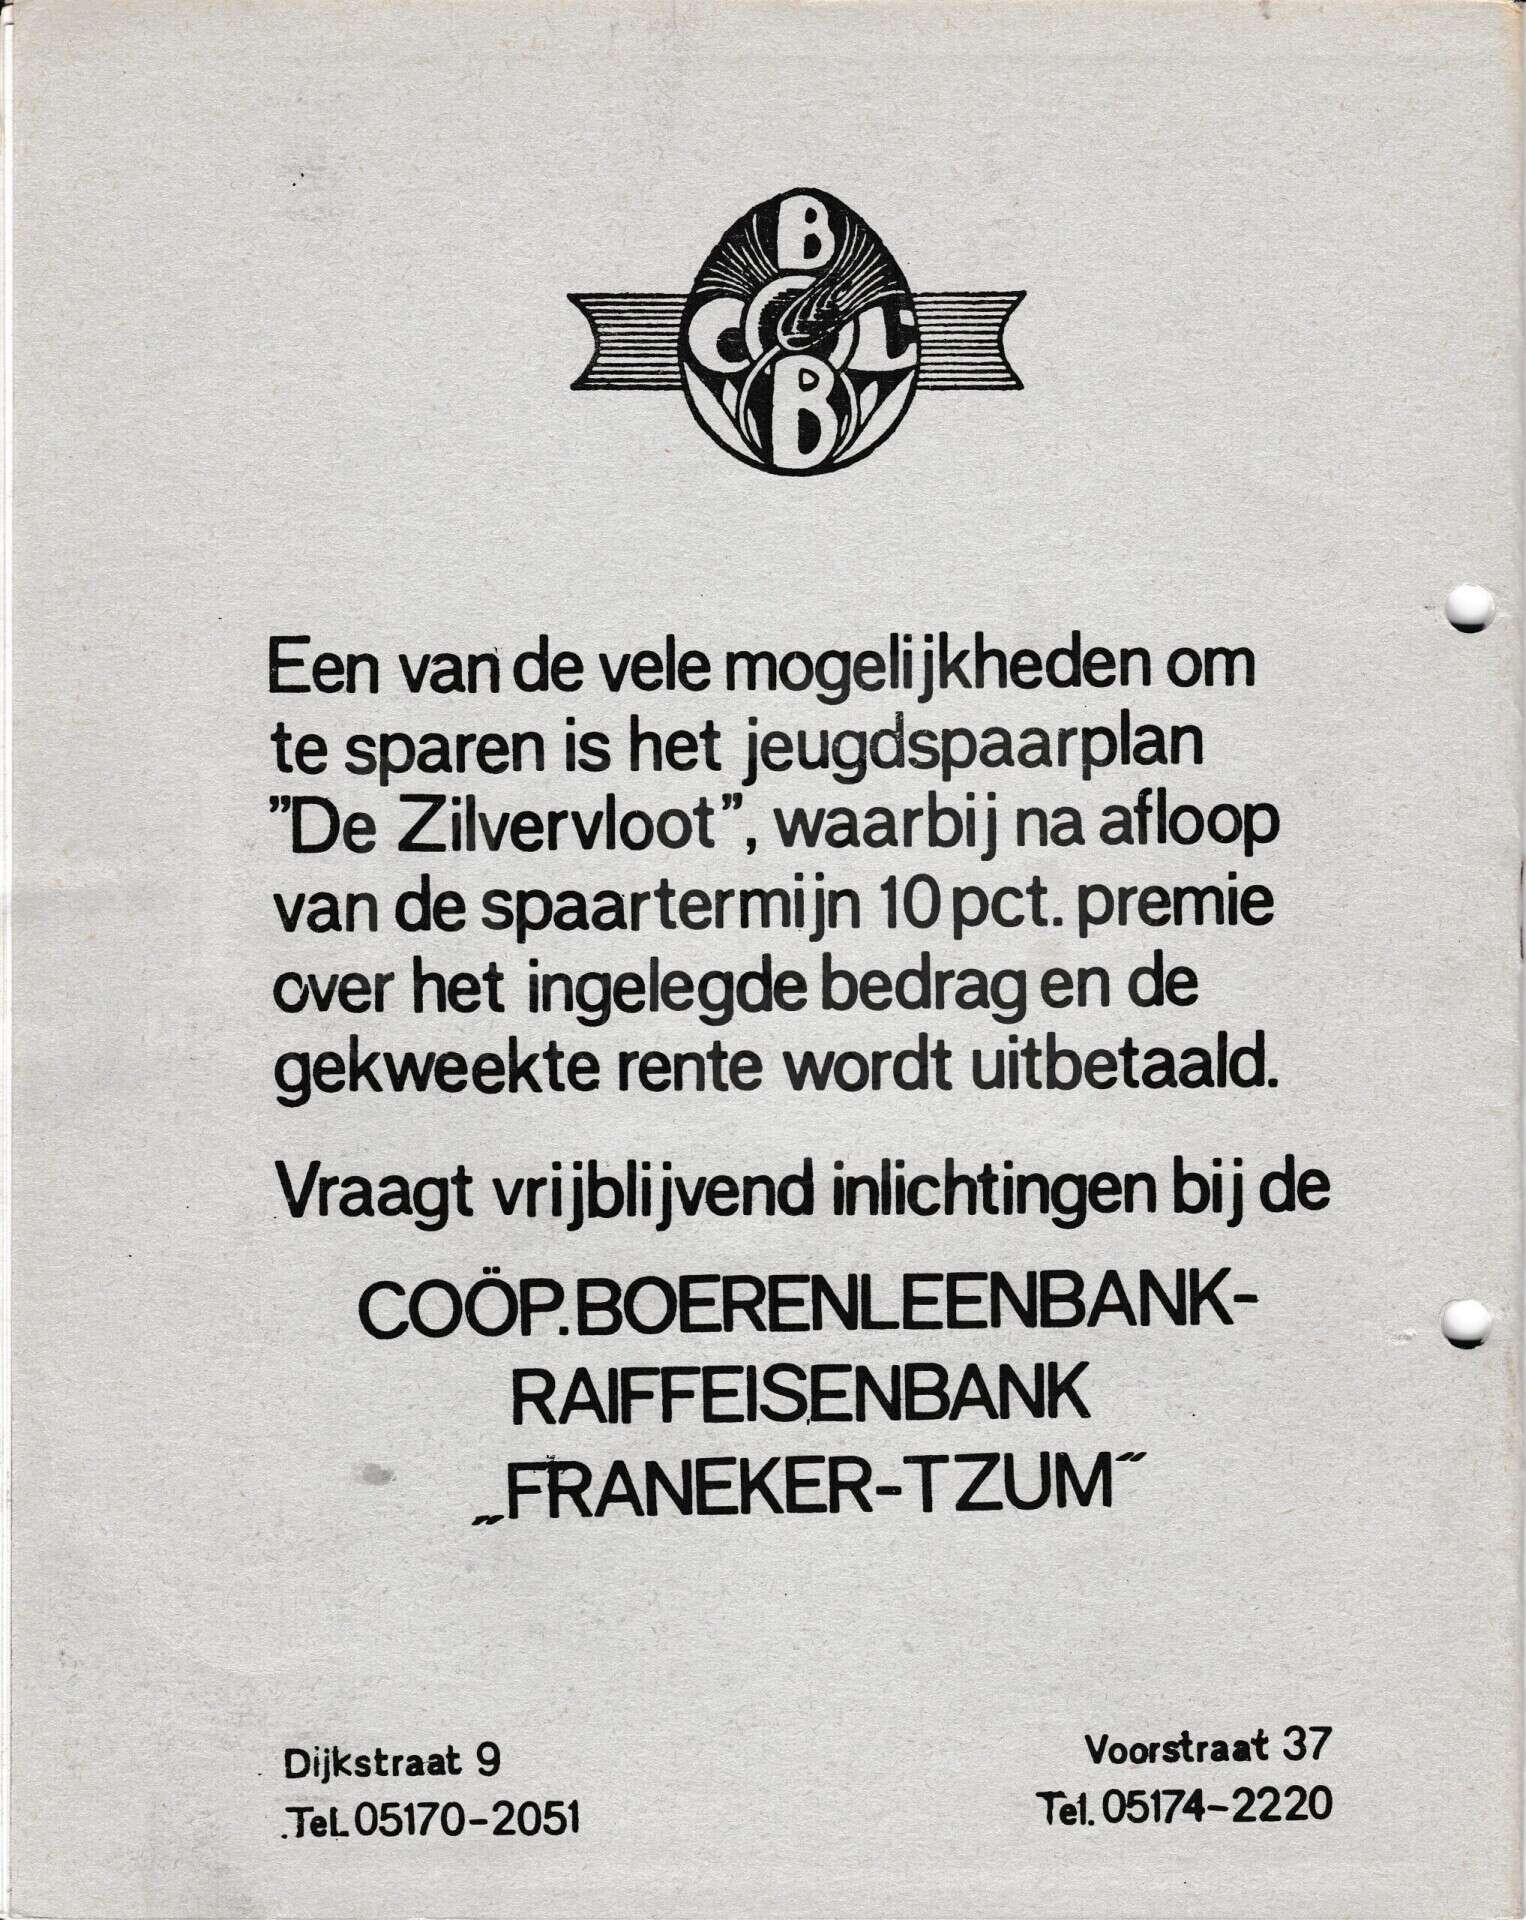 B
C C L
B
Een van de vele mogelijkheden om
te sparen is het jeugdspaarplan
”De Zilvervloot”, waarbij na afloop
van de spaartermijn 10 pct. premie
over het ingelegde bedrag en de
gekweekte rente wordt uitbetaald.
Vraagt vrijblijvend inlichtingen bij de
COÖP. BOERENLEENBANK-
RAIFFEISENBANK
„FRANEKER-TZUM”
Dijkstraat 9
Tel. 05170-2051
Voorstraat 37
Tel. 05174-2220